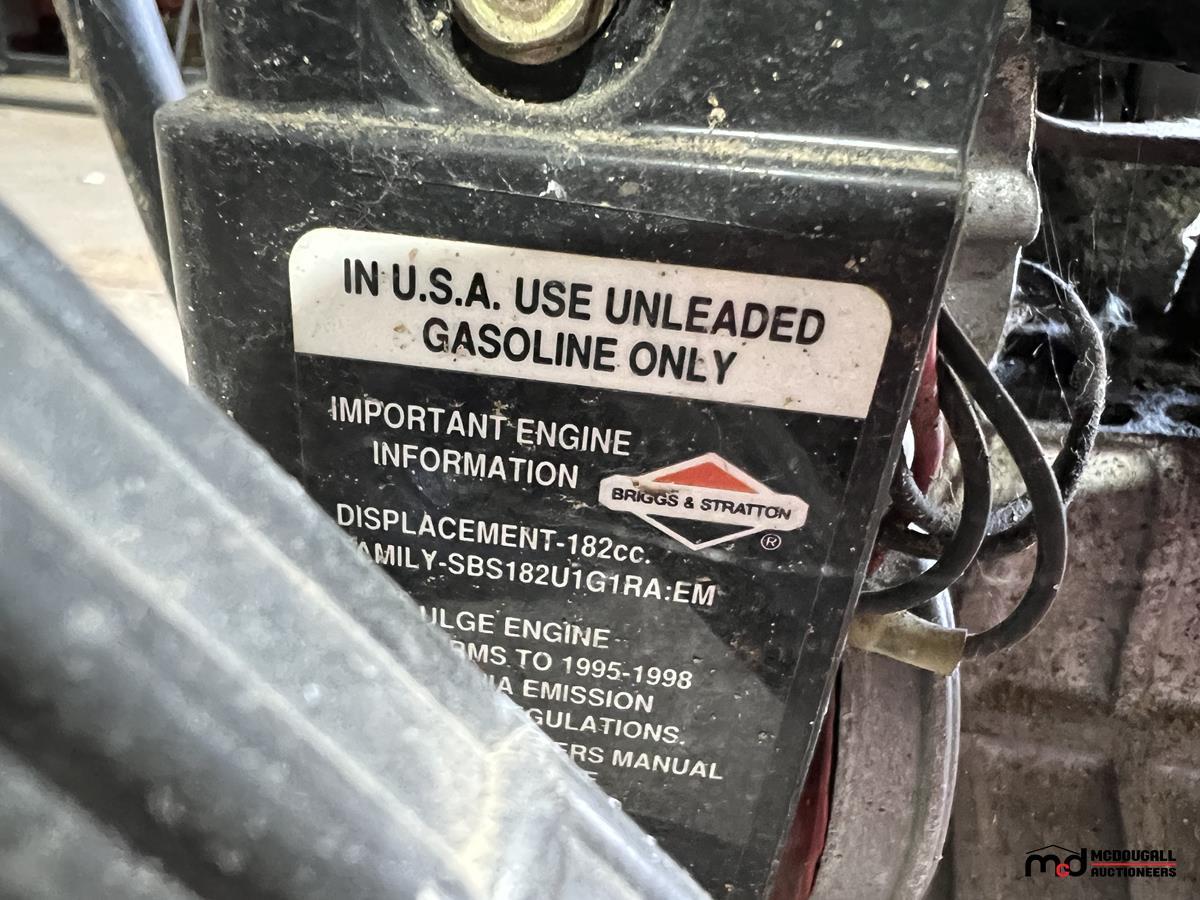 IN U.S.A. USE UNLEADED
GASOLINE ONLY
IMPORTANT ENGINE
INFORMATION
BRIGGS & STRATTON
®
DISPLACEMENT-182cc.
AMILY-SBS182U1G1RA:EM
ULGE ENGINE
RMS TO 1995-1998
IA EMISSION
GULATIONS.
ERS MANUAL
mcd MCDOUGALL
AUCTIONEERS